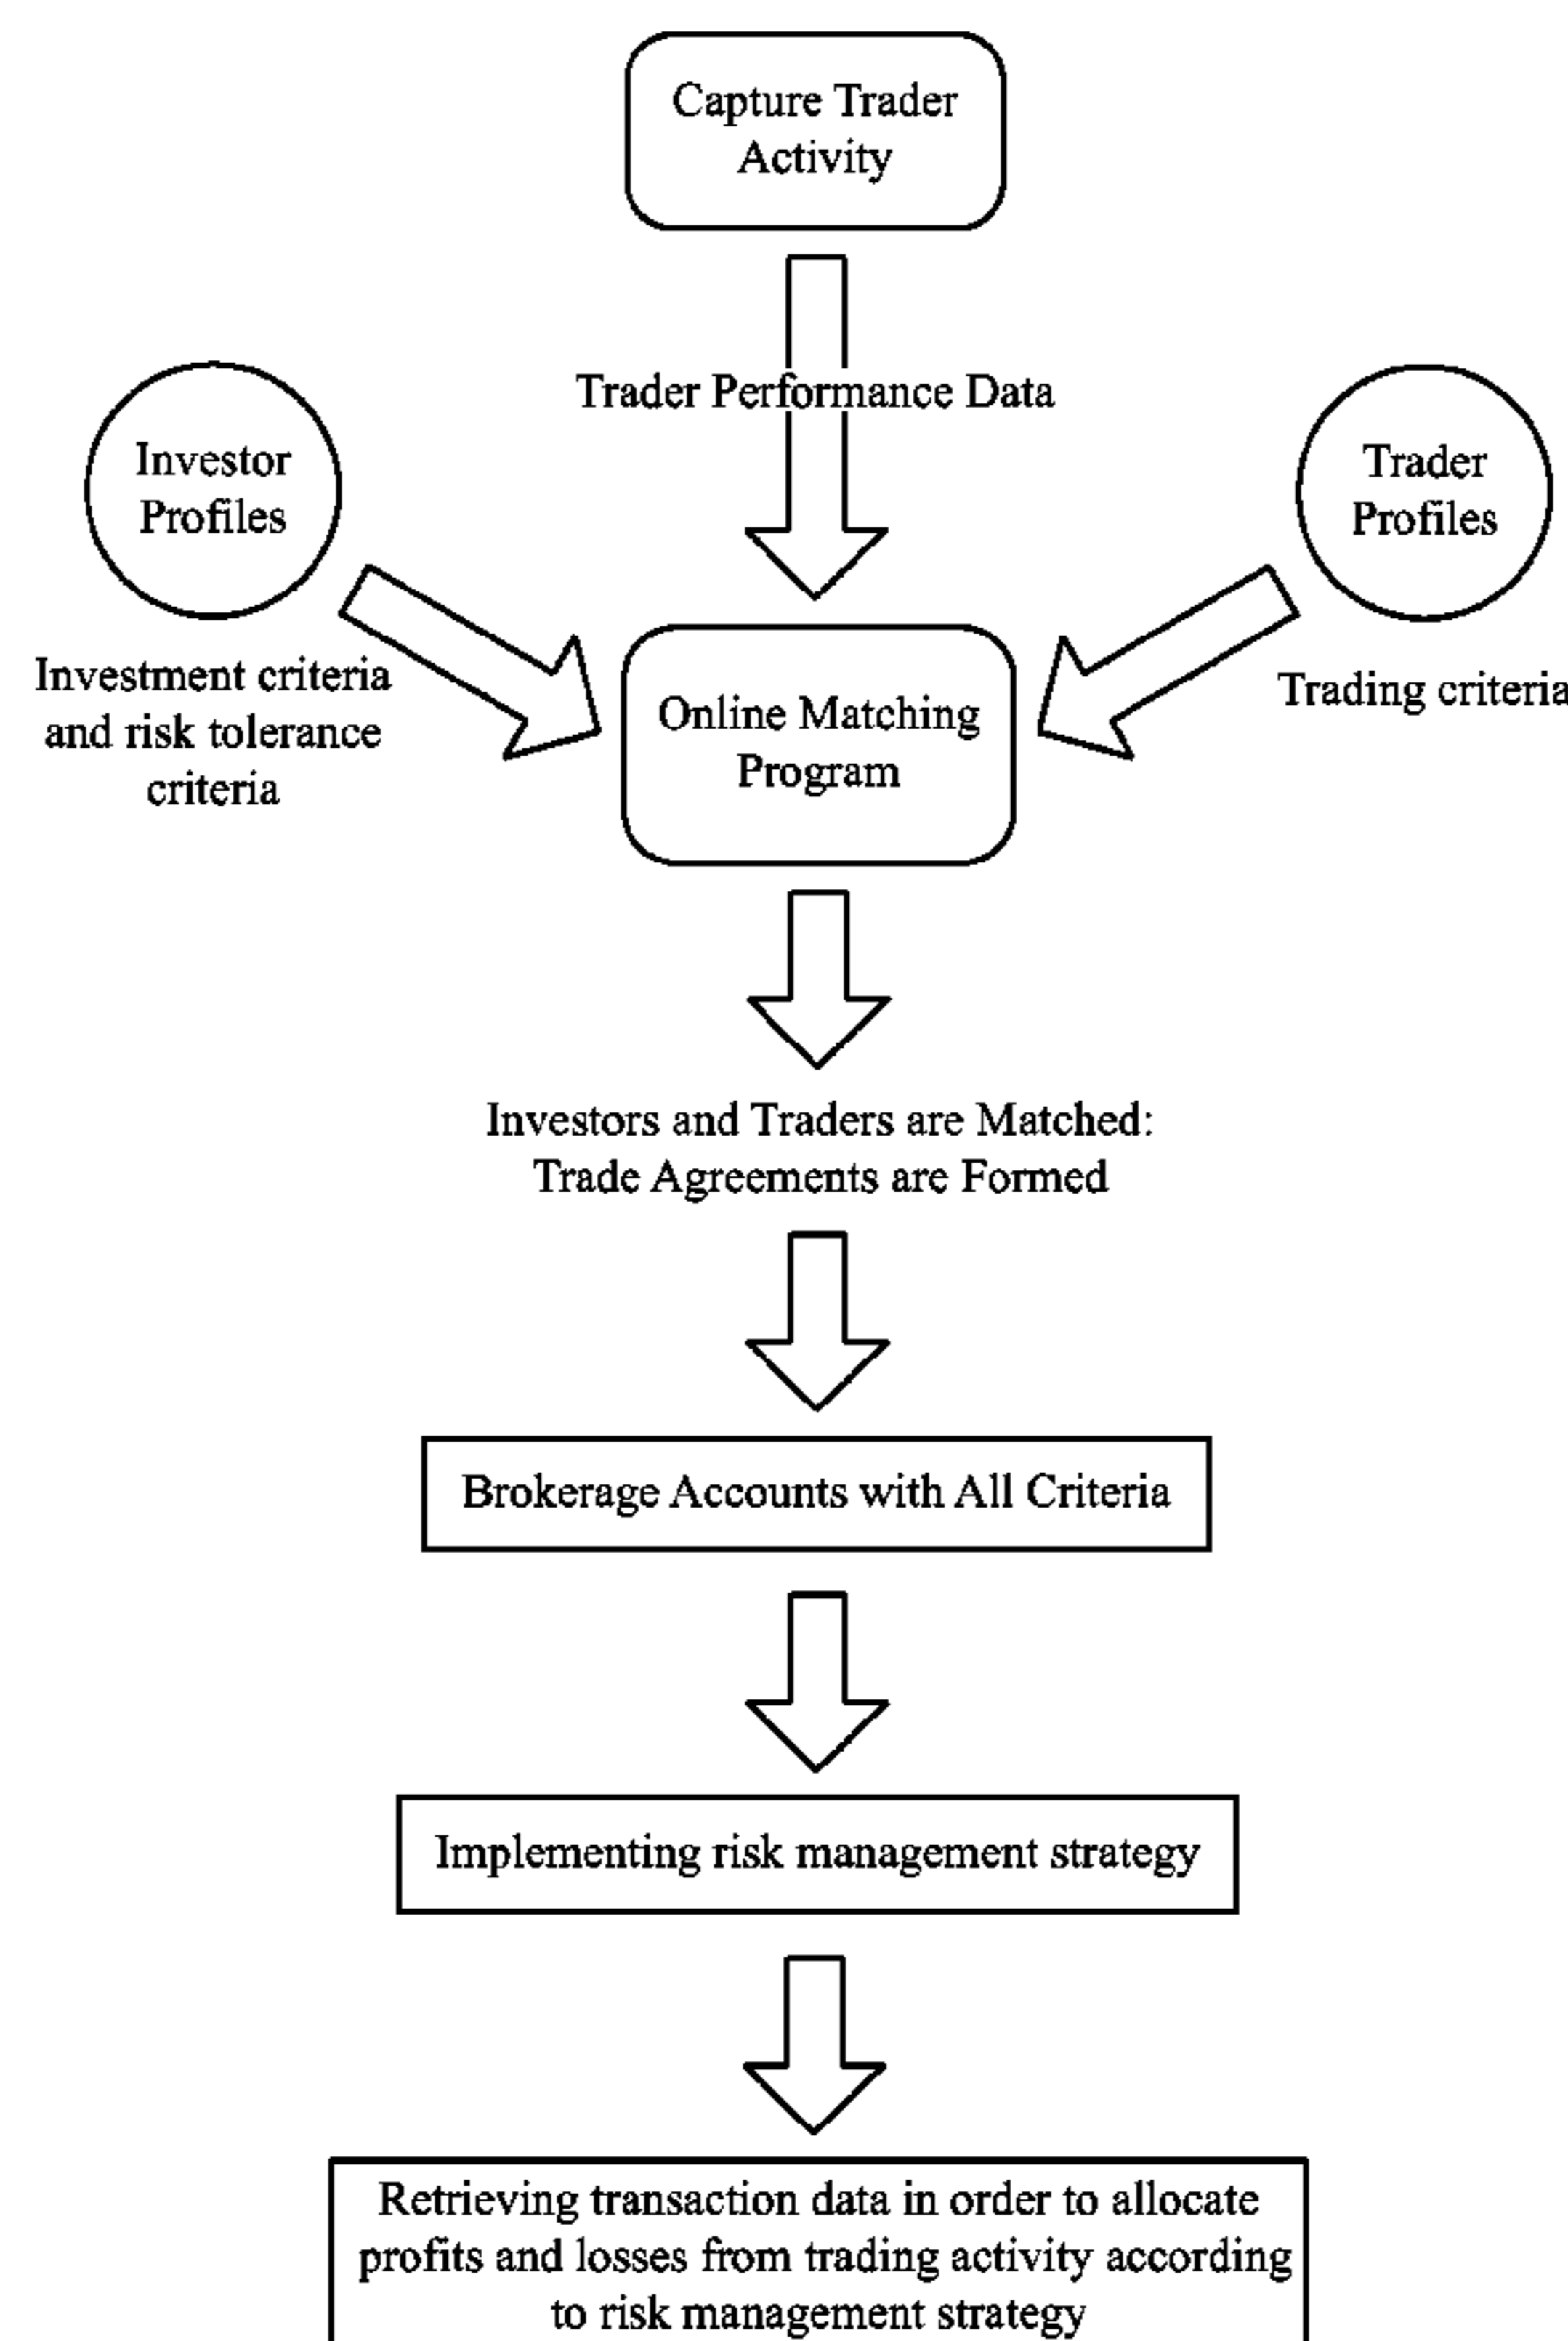 Capture Trader
Activity
Trader Performance Data
Investor
Profiles
Trader
Profiles
Investment criteria
and risk tolerance
criteria
Online Matching
Program
Trading criteria
Investors and Traders are Matched:
Trade Agreements are Formed
Brokerage Accounts with All Criteria
Implementing risk management strategy
Retrieving transaction data in order to allocate
profits and losses from trading activity according
to risk management strategy